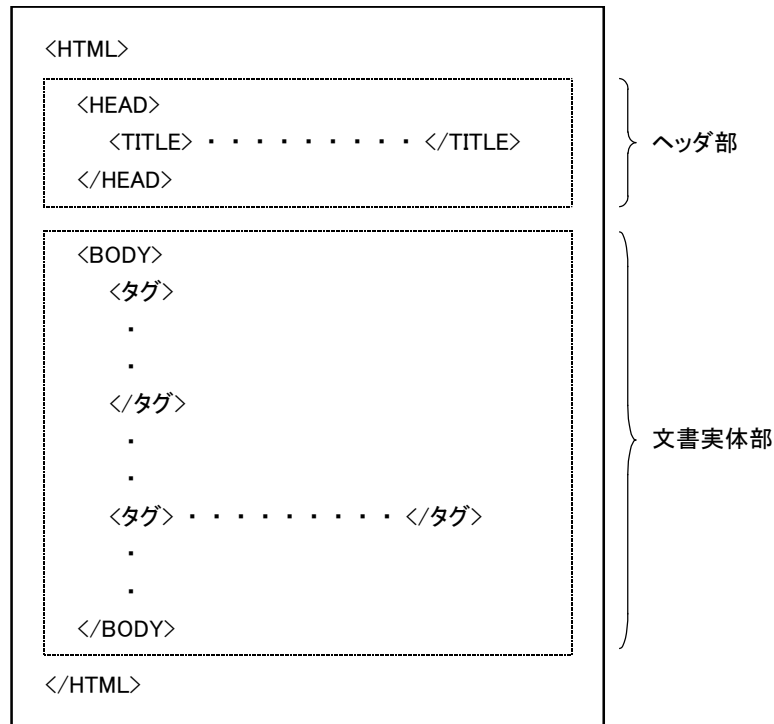 <HTML>
<HEAD>
<TITLE> ・ ・ ・ ・ ・ ・ ・ ・ ・ </TITLE>
</HEAD>
ヘッダ部
<BODY>
<タグ>
・
・
</タグ>
・
・
文書実体部
<タグ> ・ ・ ・ ・ ・ ・ ・ ・ ・ </タグ>
・
・
</BODY>
</HTML>